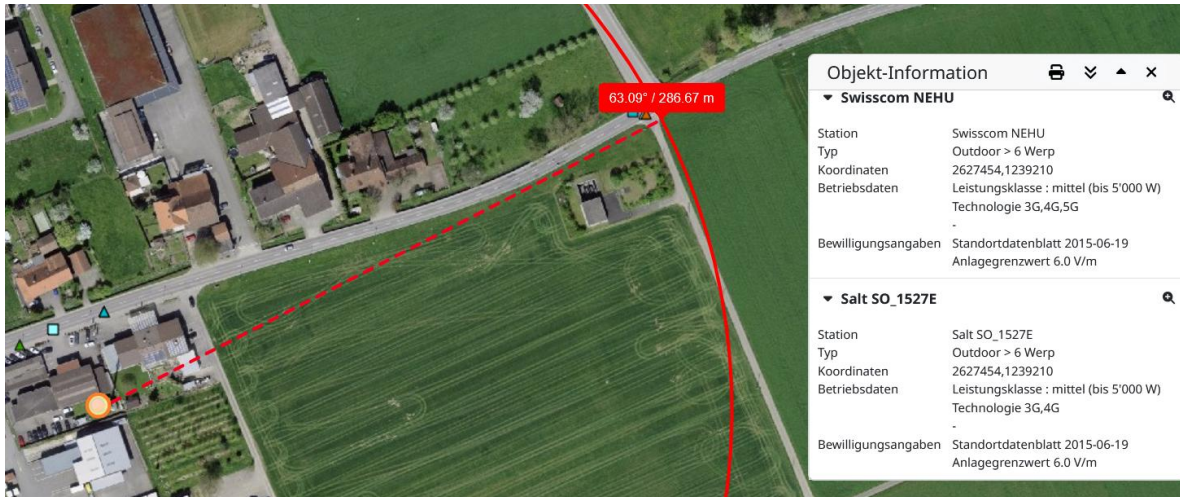 63.09° / 286.67 m
Objekt-Information
Swisscom NEHU
Station Swisscom NEHU
Typ Outdoor > 6 Werp
Koordinaten 2627454,1239210
Betriebsdaten Leistungsklasse : mittel (bis 5'000 W)
Technologie 3G,4G,5G
-
Bewilligungsangaben Standortdatenblatt 2015-06-19
Anlagegrenzwert 6.0 V/m
Salt SO_1527E
Station Salt SO_1527E
Typ Outdoor > 6 Werp
Koordinaten 2627454,1239210
Betriebsdaten Leistungsklasse : mittel (bis 5'000 W)
Technologie 3G,4G
-
Bewilligungsangaben Standortdatenblatt 2015-06-19
Anlagegrenzwert 6.0 V/m